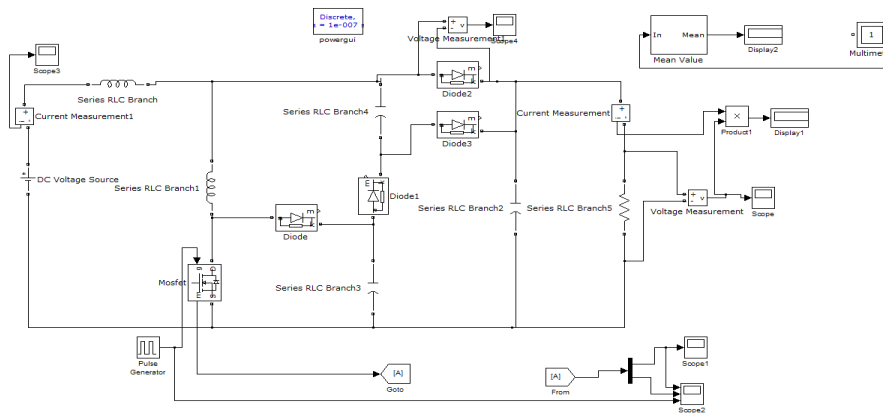 Discrete,
= 1e-007
powergui
Scope3
Series RLC Branch
Current Measurement1
DC Voltage Source
Series RLC Branch1
Mosfet
g
D
m
S
Pulse
Generator
Diode
m
k
Series RLC Branch4
Diode1
m
Series RLC Branch3
Voltage Measurement1
v
Scope4
Diode2
m
k
Diode3
m
k
Series RLC Branch2
Current Measurement
Series RLC Branch5
Voltage Measurement
v
Scope
Product1
×
Display1
In
Mean
Mean Value
Display2
1
Multimet
[A]
Goto
[A]
From
Scope1
Scope2